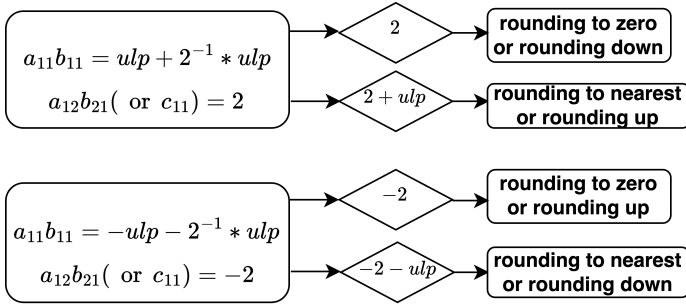 a₁₁b₁₁ = ulp + 2⁻¹ * ulp
a₁₂b₂₁( or c₁₁) = 2
2
rounding to zero
or rounding down
2 + ulp
rounding to nearest
or rounding up
a₁₁b₁₁ = −ulp − 2⁻¹ * ulp
a₁₂b₂₁( or c₁₁) = −2
−2
rounding to zero
or rounding up
−2 − ulp
rounding to nearest
or rounding down